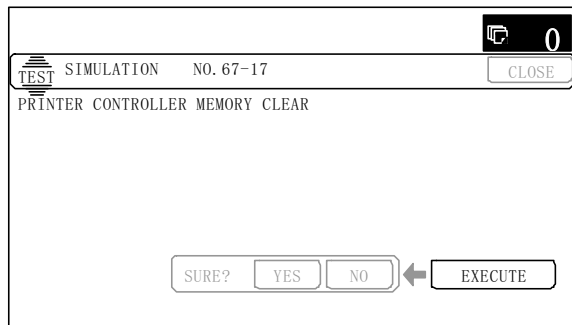 0
TEST SIMULATION NO. 67-17 CLOSE
PRINTER CONTROLLER MEMORY CLEAR
SURE? YES NO EXECUTE